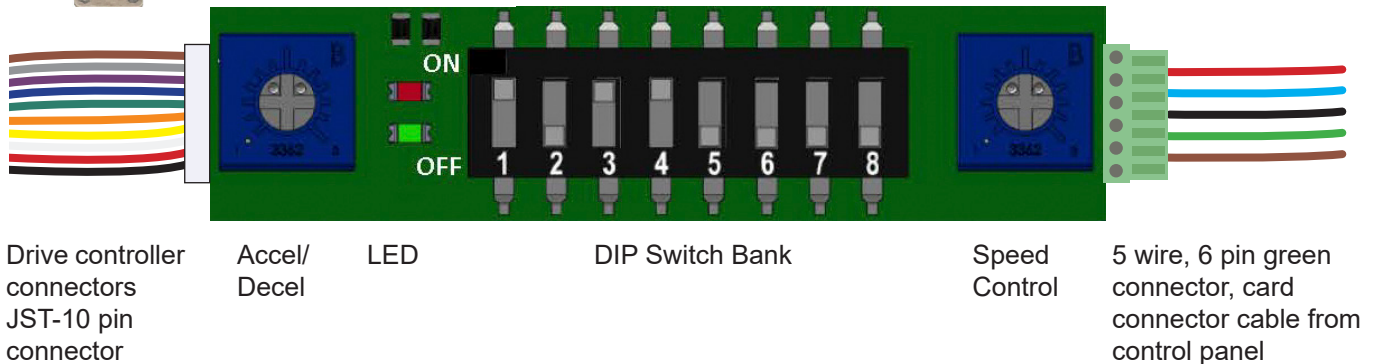 B
B
ON
OFF
3362
3362
1 2 3 4 5 6 7 8
Drive controller
connectors
JST-10 pin
connector
Accel/
Decel
LED
DIP Switch Bank
Speed
Control
5 wire, 6 pin green
connector, card
connector cable from
control panel